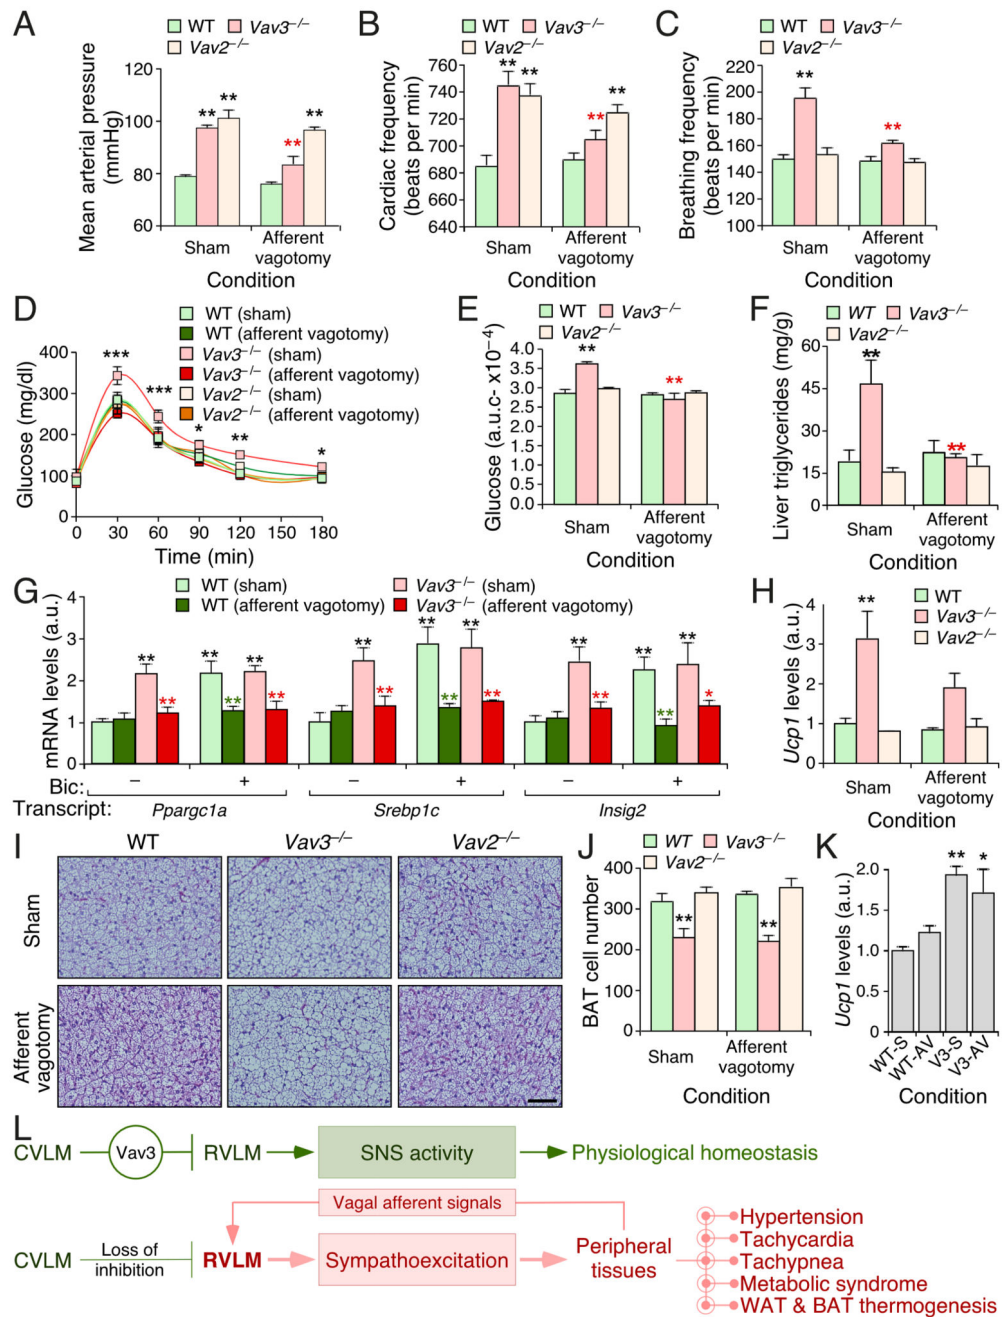 A
WT Vav3–/–
Vav2–/–
Mean arterial pressure
(mmHg)
120
100
80
60
** ** ** **
Sham
Afferent
vagotomy
Condition
B
WT Vav3–/–
Vav2–/–
Cardiac frequency
(beats per min)
760
740
720
700
680
660
640
** ** ** **
Sham
Afferent
vagotomy
Condition
C
WT Vav3–/–
Vav2–/–
Breathing frequency
(beats per min)
220
200
180
160
140
120
100
** **
Sham
Afferent
vagotomy
Condition
D
WT (sham)
WT (afferent vagotomy)
Vav3–/– (sham)
Vav3–/– (afferent vagotomy)
Vav2–/– (sham)
Vav2–/– (afferent vagotomy)
Glucose (mg/dl)
400
300
200
100
0
*** *** * ** *
0 30 60 90 120 150 180
Time (min)
E
WT Vav3–/–
Vav2–/–
Glucose (a.u.c- x10–4)
4.0
3.5
3.0
2.5
2.0
1.5
1.0
0.5
0.0
** **
Sham
Afferent
vagotomy
Condition
F
WT Vav3–/–
Vav2–/–
Liver triglycerides (mg/g)
60
45
30
15
0
** **
Sham
Afferent
vagotomy
Condition
G
WT (sham) Vav3–/– (sham)
WT (afferent vagotomy) Vav3–/– (afferent vagotomy)
mRNA levels (a.u.)
4
3
2
1
0
** ** ** ** ** ** ** ** ** ** ** ** ** ** ** ** ** *
Bic: – + – + – +
Transcript: Ppargc1a Srebp1c Insig2
H
WT
Vav3–/–
Vav2–/–
Ucp1 levels (a.u.)
4
3
2
1
0
**
Sham
Afferent
vagotomy
Condition
I
WT Vav3–/– Vav2–/–
Sham
Afferent
vagotomy
J
WT Vav3–/–
Vav2–/–
BAT cell number
400
300
200
100
0
** **
Sham
Afferent
vagotomy
Condition
K
Ucp1 levels (a.u.)
2.0
1.0
0
** *
WT-S WT-AV V3-S V3-AV
Condition
L
CVLM Vav3 RVLM SNS activity Physiological homeostasis
Vagal afferent signals
CVLM Loss of
inhibition
RVLM Sympathoexcitation Peripheral
tissues
Hypertension
Tachycardia
Tachypnea
Metabolic syndrome
WAT & BAT thermogenesis